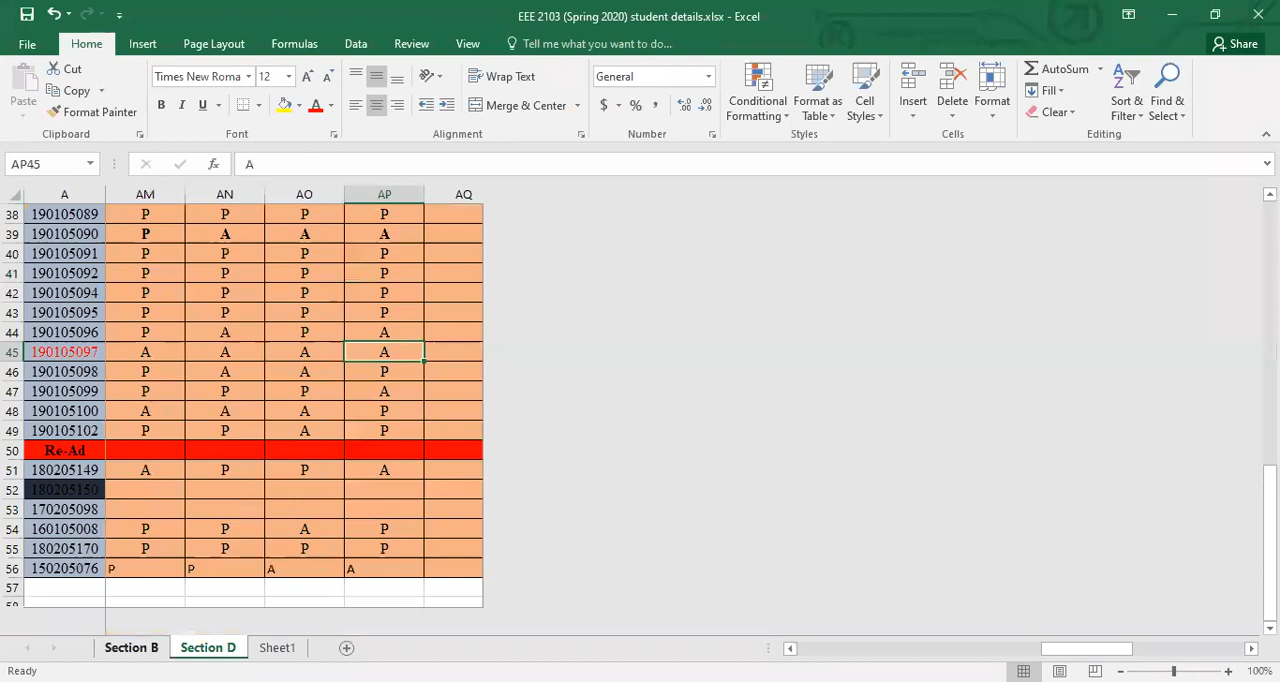 EEE 2103 (Spring 2020) student details.xlsx - Excel
File Home Insert Page Layout Formulas Data Review View Tell me what you want to do... Share
Paste Cut Copy Format Painter Clipboard
Times New Roma 12 B I U A Font
Wrap Text Merge & Center Alignment
General $ % , Number
Conditional Formatting Format as Table Cell Styles Styles
Insert Delete Format Cells
AutoSum Fill Clear Sort & Filter Find & Select Editing
AP45 fx A
A AM AN AO AP AQ
38 190105089 P P P P
39 190105090 P A A A
40 190105091 P P P P
41 190105092 P P P P
42 190105094 P P P P
43 190105095 P P P P
44 190105096 P A P A
45 190105097 A A A A
46 190105098 P A A P
47 190105099 P P P A
48 190105100 A A A P
49 190105102 P P A P
50 Re-Ad
51 180205149 A P P A
52 180205150
53 170205098
54 160105008 P P A P
55 180205170 P P P P
56 150205076 P P A A
57
58
Section B Section D Sheet1
Ready 100%